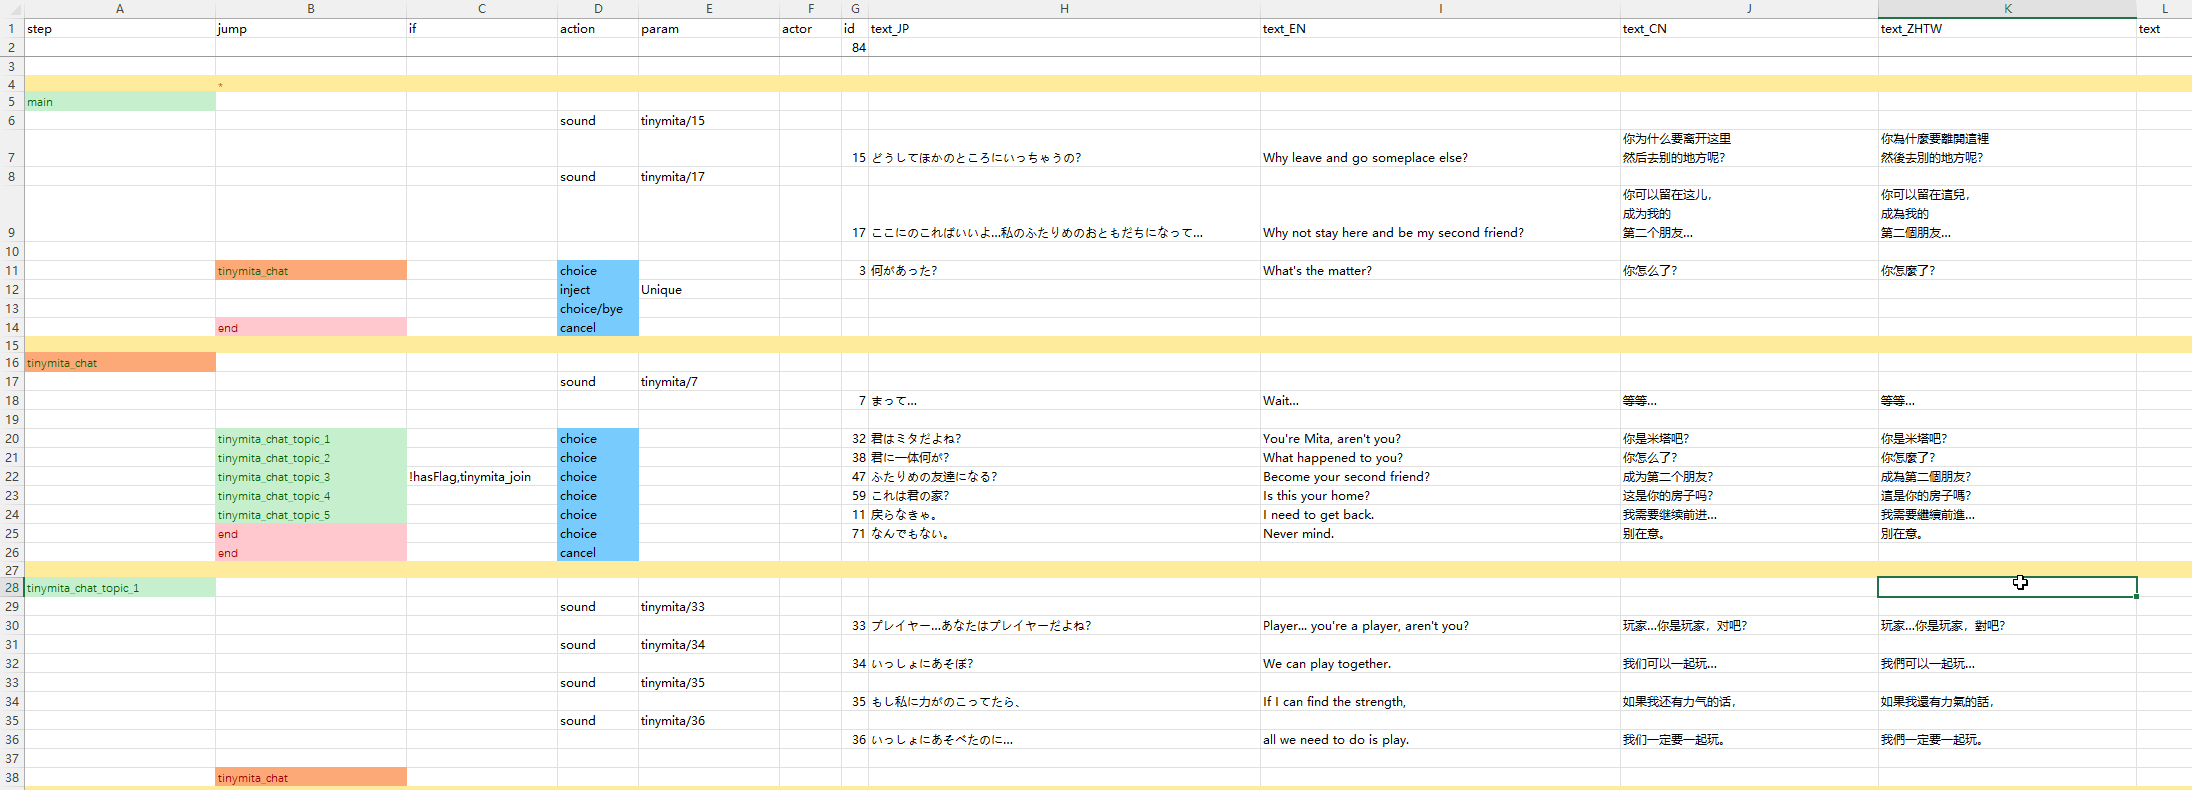 A B C D E F G H I J K L
1 step jump if action param actor id text_JP text_EN text_CN text_ZHTW text
2 84
3
4 *
5 main
6 sound tinymita/15
你为什么要离开这里 你為什麼要離開這裡
7 15 どうしてほかのところにいっちゃうの? Why leave and go someplace else? 然后去别的地方呢? 然後去別的地方呢?
8 sound tinymita/17
你可以留在这儿, 你可以留在這兒,
成为我的 成為我的
9 17 ここにのこればいいよ...私のふたりめのおともだちになって... Why not stay here and be my second friend? 第二个朋友... 第二個朋友...
10
11 tinymita_chat choice 3 何があった? What's the matter? 你怎么了? 你怎麼了?
12 inject Unique
13 choice/bye
14 end cancel
15
16 tinymita_chat
17 sound tinymita/7
18 7 まって... Wait... 等等... 等等...
19
20 tinymita_chat_topic_1 choice 32 君はミタだよね? You're Mita, aren't you? 你是米塔吧? 你是米塔吧?
21 tinymita_chat_topic_2 choice 38 君に一体何が? What happened to you? 你怎么了? 你怎麼了?
22 tinymita_chat_topic_3 !hasFlag,tinymita_join choice 47 ふたりめの友達になる? Become your second friend? 成为第二个朋友? 成為第二個朋友?
23 tinymita_chat_topic_4 choice 59 これは君の家? Is this your home? 这是你的房子吗? 這是你的房子嗎?
24 tinymita_chat_topic_5 choice 11 戻らなきゃ。 I need to get back. 我需要继续前进... 我需要繼續前進...
25 end choice 71 なんでもない。 Never mind. 别在意。 別在意。
26 end cancel
27
28 tinymita_chat_topic_1
29 sound tinymita/33
30 33 プレイヤー...あなたはプレイヤーだよね? Player... you're a player, aren't you? 玩家...你是玩家，对吧? 玩家...你是玩家，對吧?
31 sound tinymita/34
32 34 いっしょにあそぼ? We can play together. 我们可以一起玩... 我們可以一起玩...
33 sound tinymita/35
34 35 もし私に力がのこってたら、 If I can find the strength, 如果我还有力气的话, 如果我還有力氣的話,
35 sound tinymita/36
36 36 いっしょにあそべたのに... all we need to do is play. 我们一定要一起玩。 我們一定要一起玩。
37
38 tinymita_chat